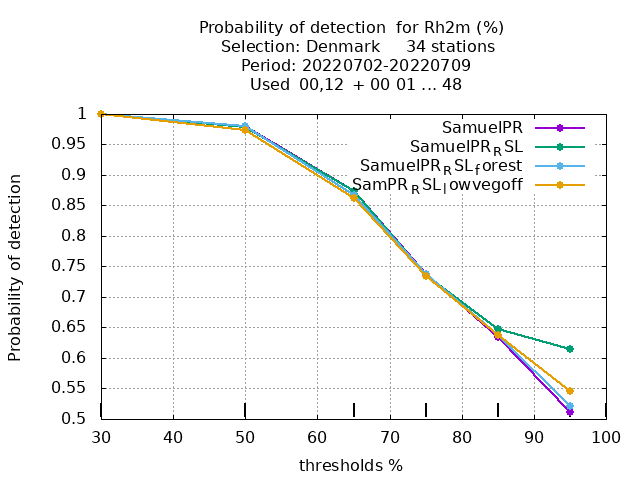 Probability of detection  for Rh2m (%)
Selection: Denmark     34 stations
Period: 20220702-20220709
Used  00,12  + 00 01 ... 48
SamuelPR
SamuelPR_RSL
SamuelPR_RSL_forest
SamPR_RSL_lowvegoff
Probability of detection
1
0.95
0.9
0.85
0.8
0.75
0.7
0.65
0.6
0.55
0.5
30 40 50 60 70 80 90 100
thresholds %